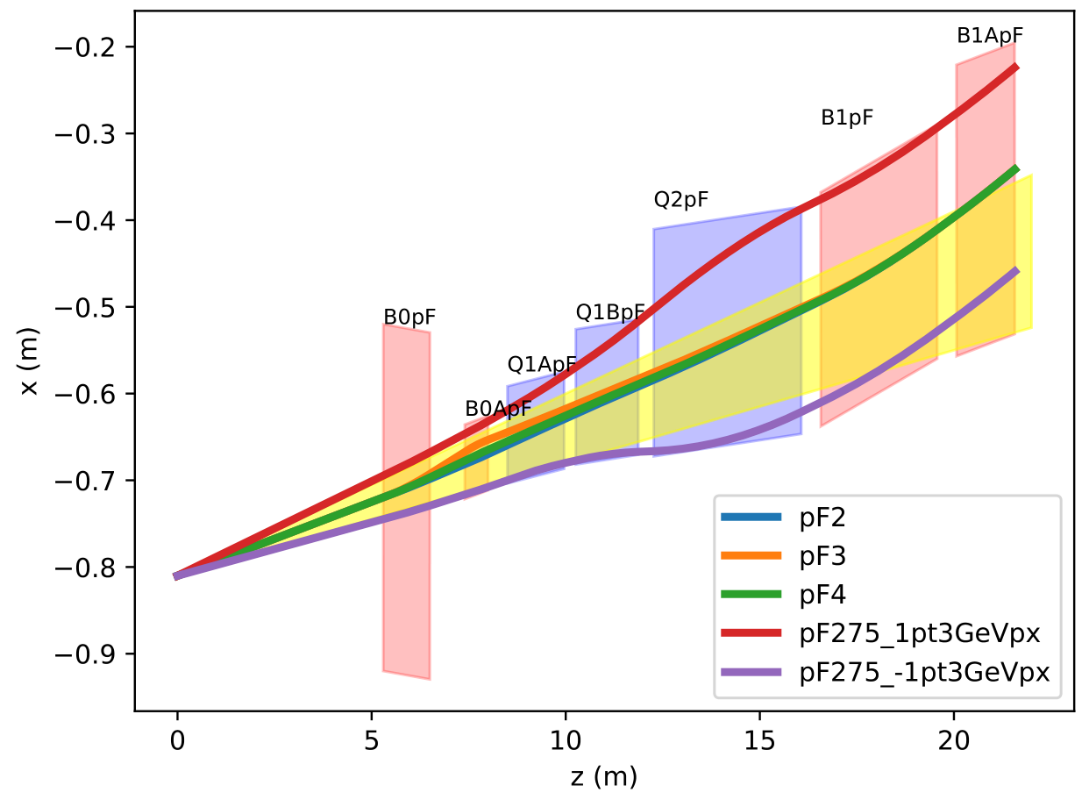 B1ApF
−0.2
B1pF
−0.3
Q2pF
−0.4
Q1BpF
B0pF
−0.5
Q1ApF
x (m)
−0.6
B0ApF
−0.7
−0.8
−0.9
pF2
pF3
pF4
pF275_1pt3GeVpx
pF275_-1pt3GeVpx
0 5 10 15 20
z (m)